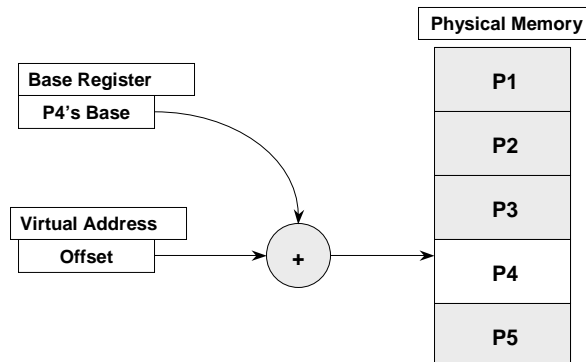 Physical Memory
Base Register
P4's Base
Virtual Address
Offset
+
P1
P2
P3
P4
P5